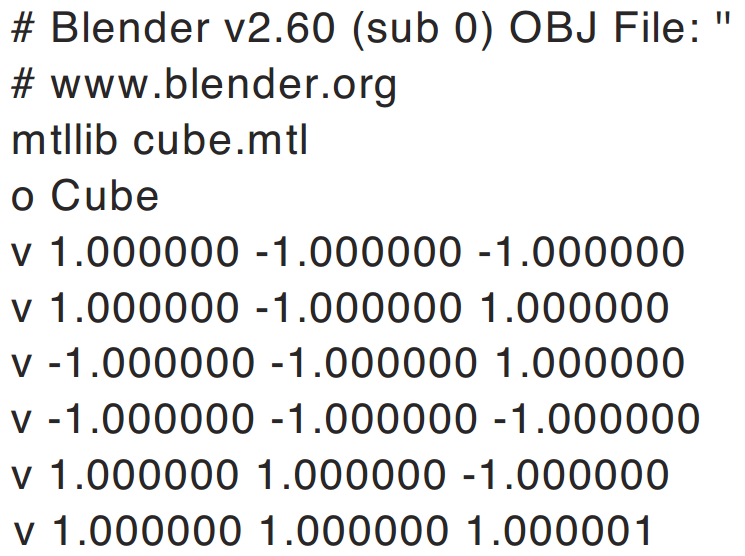 # Blender v2.60 (sub 0) OBJ File: ''
# www.blender.org
mtllib cube.mtl
o Cube
v 1.000000 -1.000000 -1.000000
v 1.000000 -1.000000 1.000000
v -1.000000 -1.000000 1.000000
v -1.000000 -1.000000 -1.000000
v 1.000000 1.000000 -1.000000
v 1.000000 1.000000 1.000001